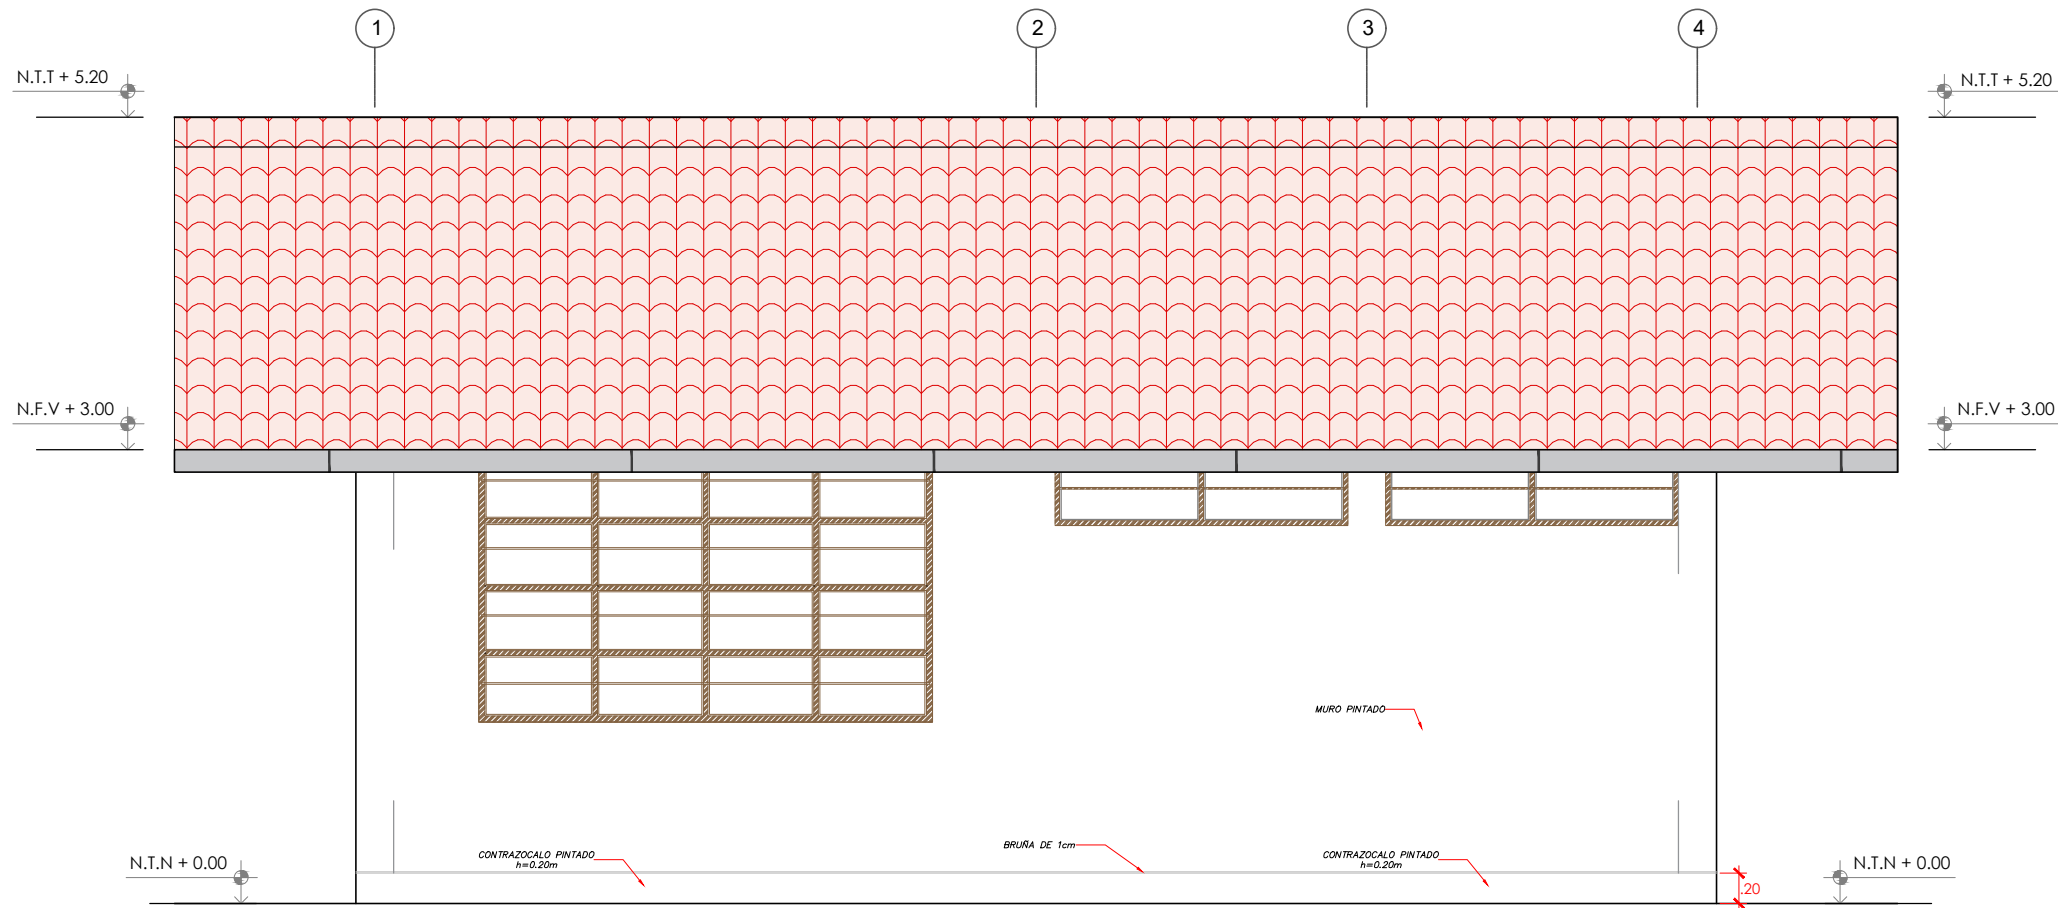 1
2
3
4
N.T.T + 5.20
N.T.T + 5.20
N.F.V + 3.00
N.F.V + 3.00
MURO PINTADO
BRUÑA DE 1cm
CONTRAZOCALO PINTADO
h=0.20m
CONTRAZOCALO PINTADO
h=0.20m
N.T.N + 0.00
N.T.N + 0.00
.20